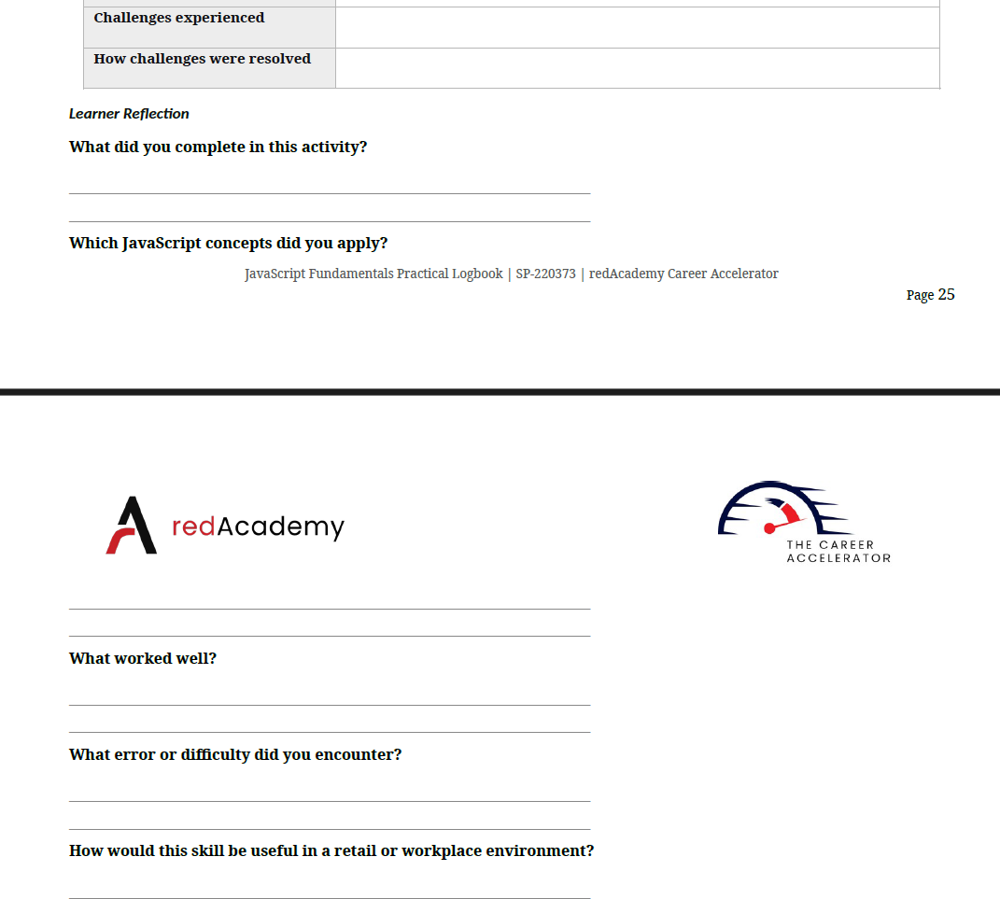 Challenges experienced
How challenges were resolved
Learner Reflection
What did you complete in this activity?
Which JavaScript concepts did you apply?
JavaScript Fundamentals Practical Logbook | SP-220373 | redAcademy Career Accelerator
Page 25
redAcademy
THE CAREER
ACCELERATOR
What worked well?
What error or difficulty did you encounter?
How would this skill be useful in a retail or workplace environment?